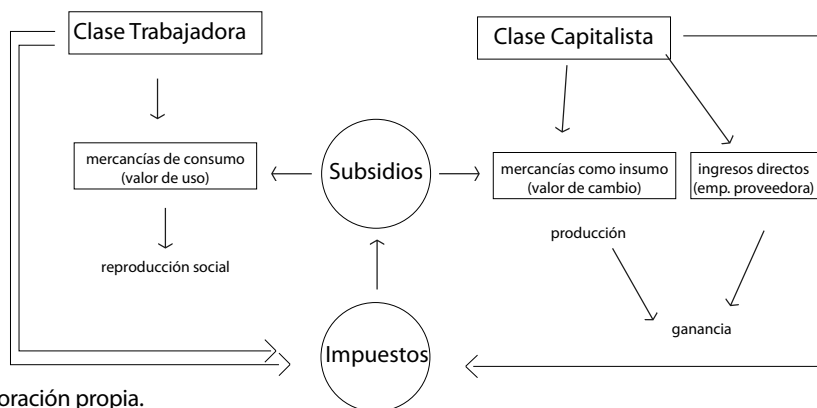 Clase Trabajadora
Clase Capitalista
mercancías de consumo
(valor de uso)
Subsidios
mercancías como insumo
(valor de cambio)
ingresos directos
(emp. proveedora)
reproducción social
producción
ganancia
Impuestos
oración propia.